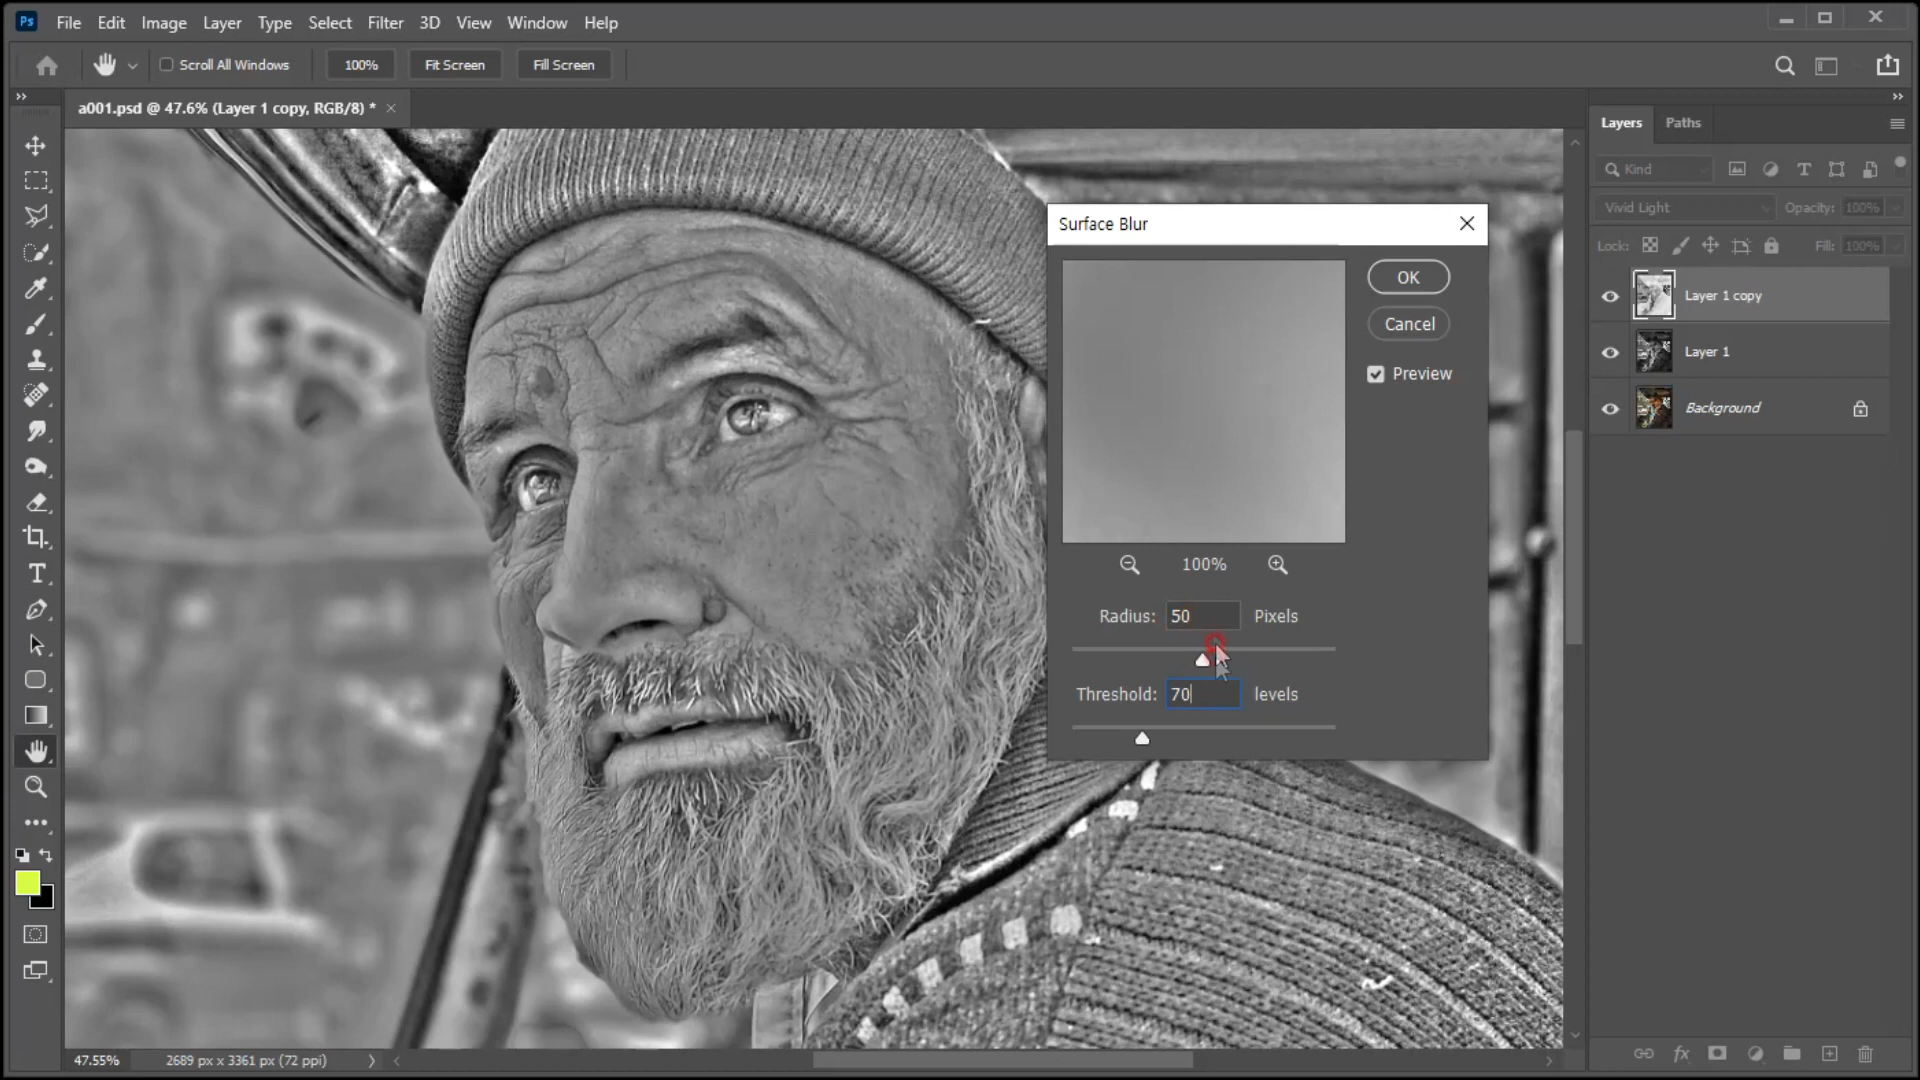 Ps File Edit Image Layer Type Select Filter 3D View Window Help
Scroll All Windows 100% Fit Screen Fill Screen
a001.psd @ 47.6% (Layer 1 copy, RGB/8) *
Layers Paths
Kind
Vivid Light Opacity: 100%
Lock: Fill: 100%
Layer 1 copy
Layer 1
Background
Surface Blur
OK
Cancel
Preview
100%
Radius: 50 Pixels
Threshold: 70 levels
47.55% 2689 px x 3361 px (72 ppi)